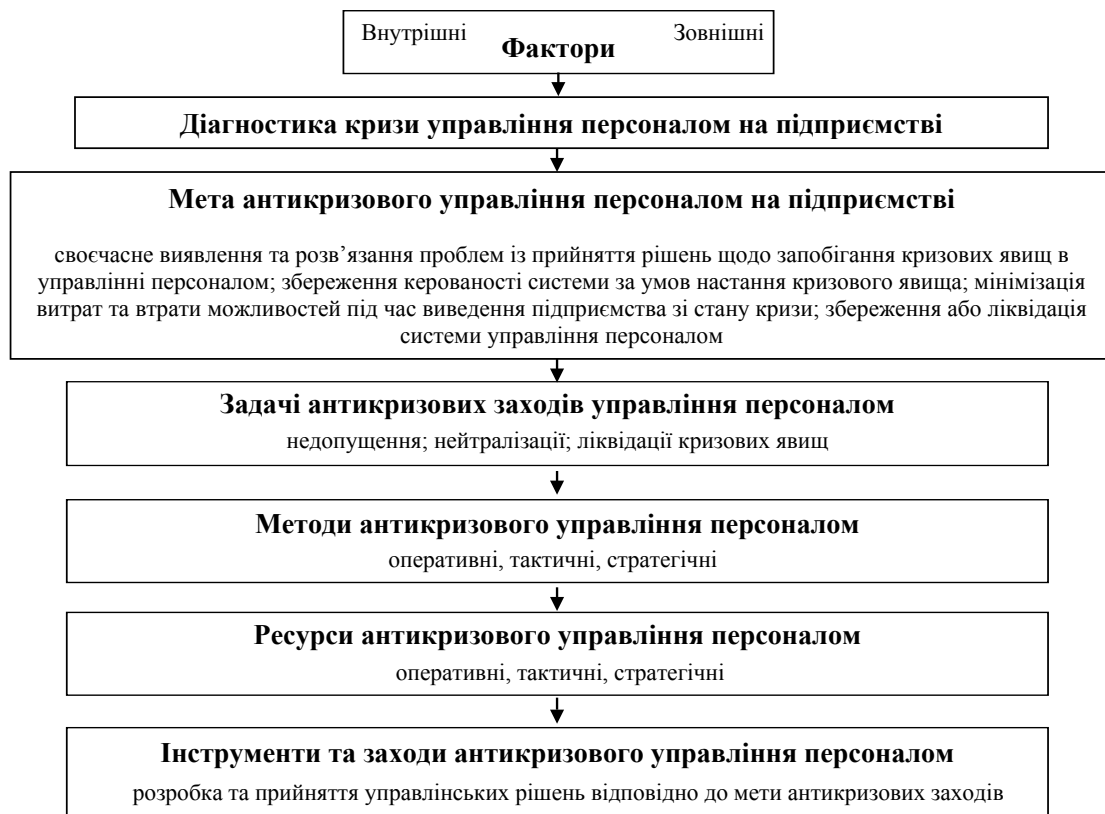 Внутрішні Зовнішні
Фактори
Діагностика кризи управління персоналом на підприємстві
Мета антикризового управління персоналом на підприємстві
своєчасне виявлення та розв’язання проблем із прийняття рішень щодо запобігання кризових явищ в
управлінні персоналом; збереження керованості системи за умов настання кризового явища; мінімізація
витрат та втрати можливостей під час виведення підприємства зі стану кризи; збереження або ліквідація
системи управління персоналом
Задачі антикризових заходів управління персоналом
недопущення; нейтралізації; ліквідації кризових явищ
Методи антикризового управління персоналом
оперативні, тактичні, стратегічні
Ресурси антикризового управління персоналом
оперативні, тактичні, стратегічні
Інструменти та заходи антикризового управління персоналом
розробка та прийняття управлінських рішень відповідно до мети антикризових заходів